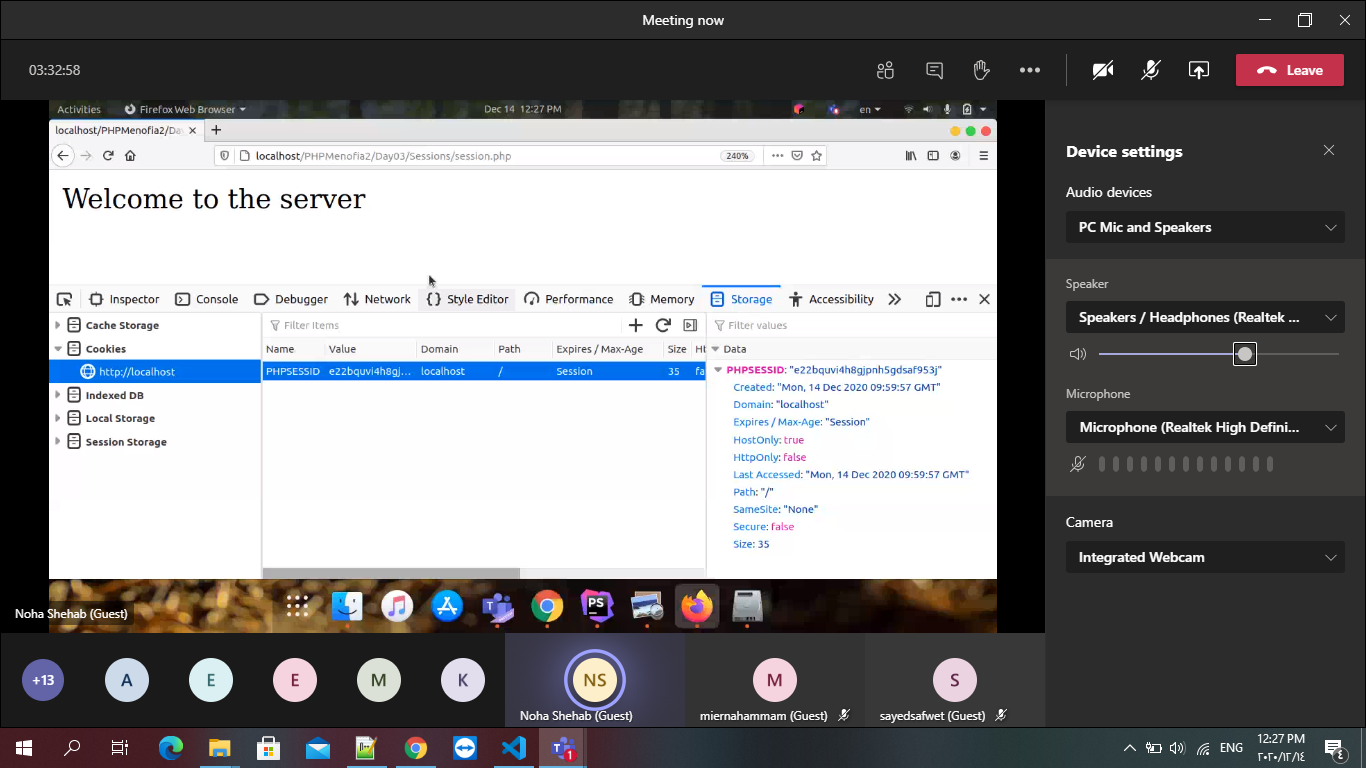 Meeting now
03:32:58
Leave
Activities
Firefox Web Browser
Dec 14 12:27 PM
en
localhost/PHPMenofia2/Da
localhost/PHPMenofia2/Day03/Sessions/session.php
240%
Welcome to the server
Inspector
Console
Debugger
Network
Style Editor
Performance
Memory
Storage
Accessibility
Cache Storage
Cookies
http://localhost
Indexed DB
Local Storage
Session Storage
Filter Items
Name Value Domain Path Expires / Max-Age Size Ht
PHPSESSID e22bquvi4h8gj... localhost / Session 35 fa
Filter values
Data
PHPSESSID: "e22bquvi4h8gjpnh5gdsaf953j"
Created: "Mon, 14 Dec 2020 09:59:57 GMT"
Domain: "localhost"
Expires / Max-Age: "Session"
HostOnly: true
HttpOnly: false
Last Accessed: "Mon, 14 Dec 2020 09:59:57 GMT"
Path: "/"
SameSite: "None"
Secure: false
Size: 35
PS
Noha Shehab (Guest)
+13
A
E
E
M
K
NS
Noha Shehab (Guest)
M
miernahammam (Guest)
S
sayedsafwet (Guest)
Device settings
Audio devices
PC Mic and Speakers
Speaker
Speakers / Headphones (Realtek ...
Microphone
Microphone (Realtek High Defini...
Camera
Integrated Webcam
1
ENG
12:27 PM
٢٠٢٠/١٢/١٤
4